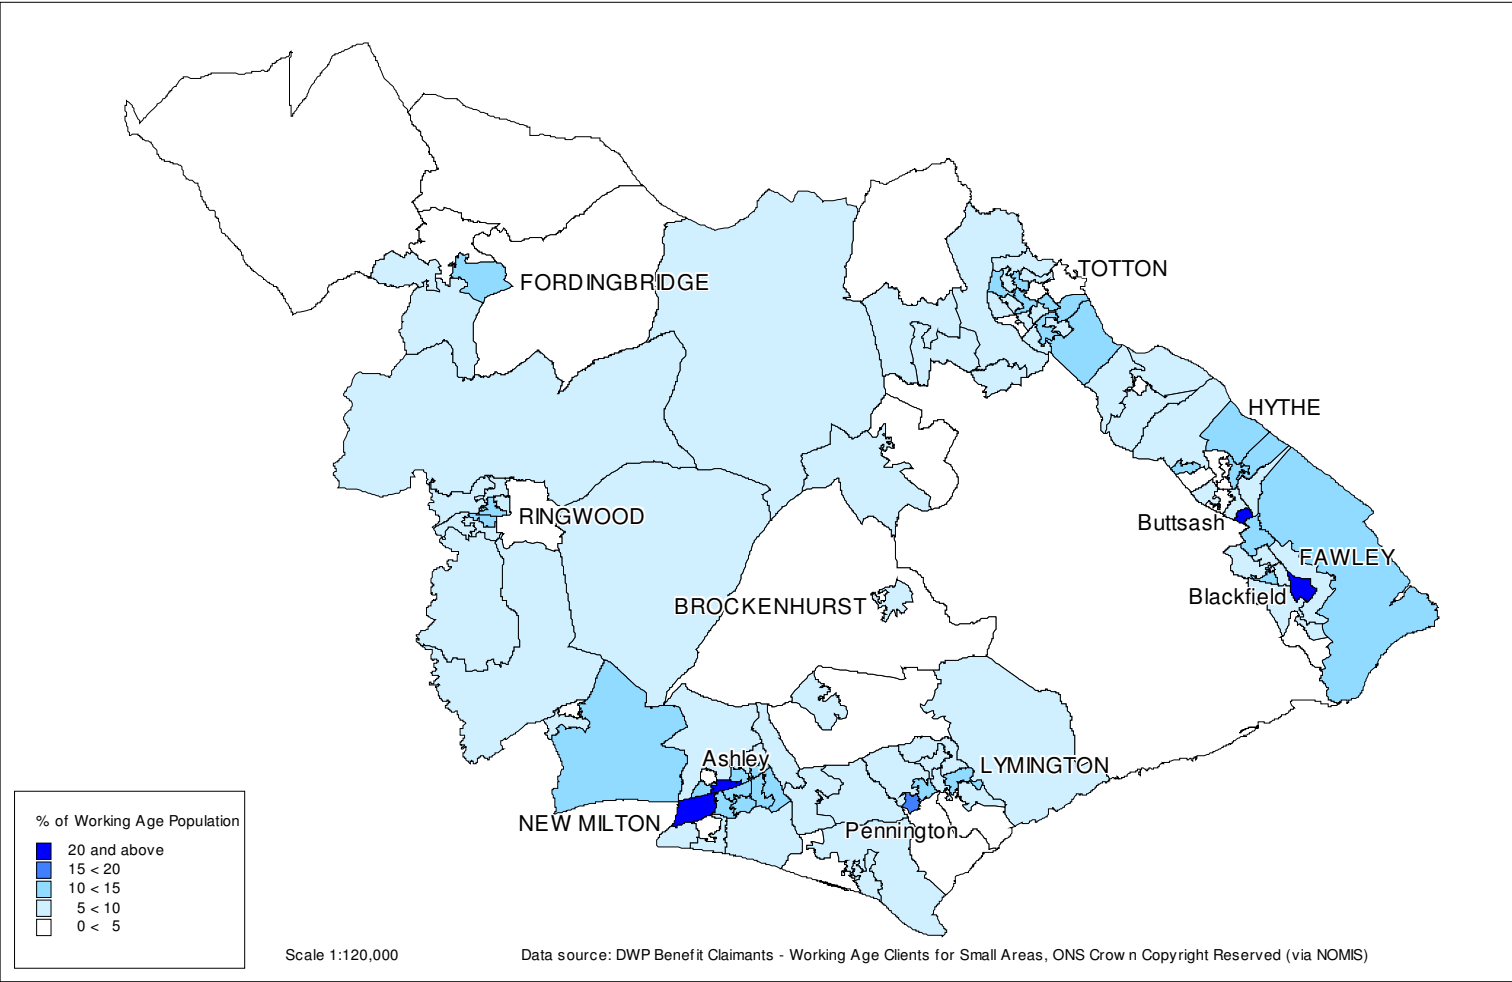 TOTTON
FORDINGBRIDGE
HYTHE
RINGWOOD
Buttsash
FAWLEY
Blackfield
BROCKENHURST
Ashley
LYMINGTON
NEW MILTON
Pennington
% of Working Age Population
20 and above
15 < 20
10 < 15
5 < 10
0 < 5
Scale 1:120,000
Data source: DWP Benefit Claimants - Working Age Clients for Small Areas, ONS Crown Copyright Reserved (via NOMIS)